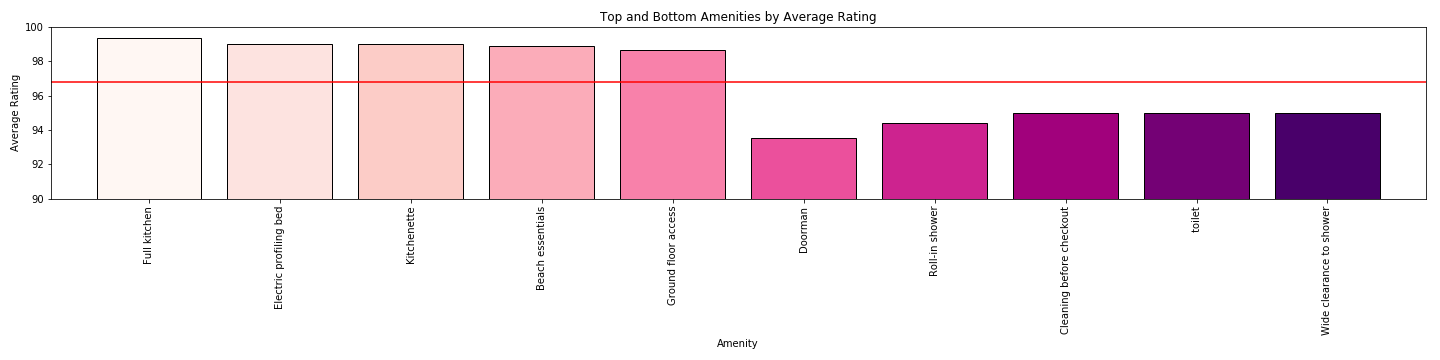 Top and Bottom Amenities by Average Rating
Average Rating
100
98
96
94
92
90
Full kitchen
Electric profiling bed
Kitchenette
Beach essentials
Ground floor access
Doorman
Roll-in shower
Cleaning before checkout
toilet
Wide clearance to shower
Amenity